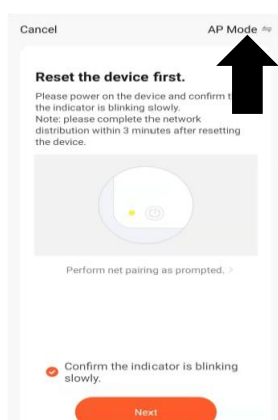 Cancel AP Mode
Reset the device first.
Please power on the device and confirm
the indicator is blinking slowly.
Note: please complete the network
distribution within 3 minutes after resetting
the device.
Perform net pairing as prompted. >
Confirm the indicator is blinking
slowly.
Next